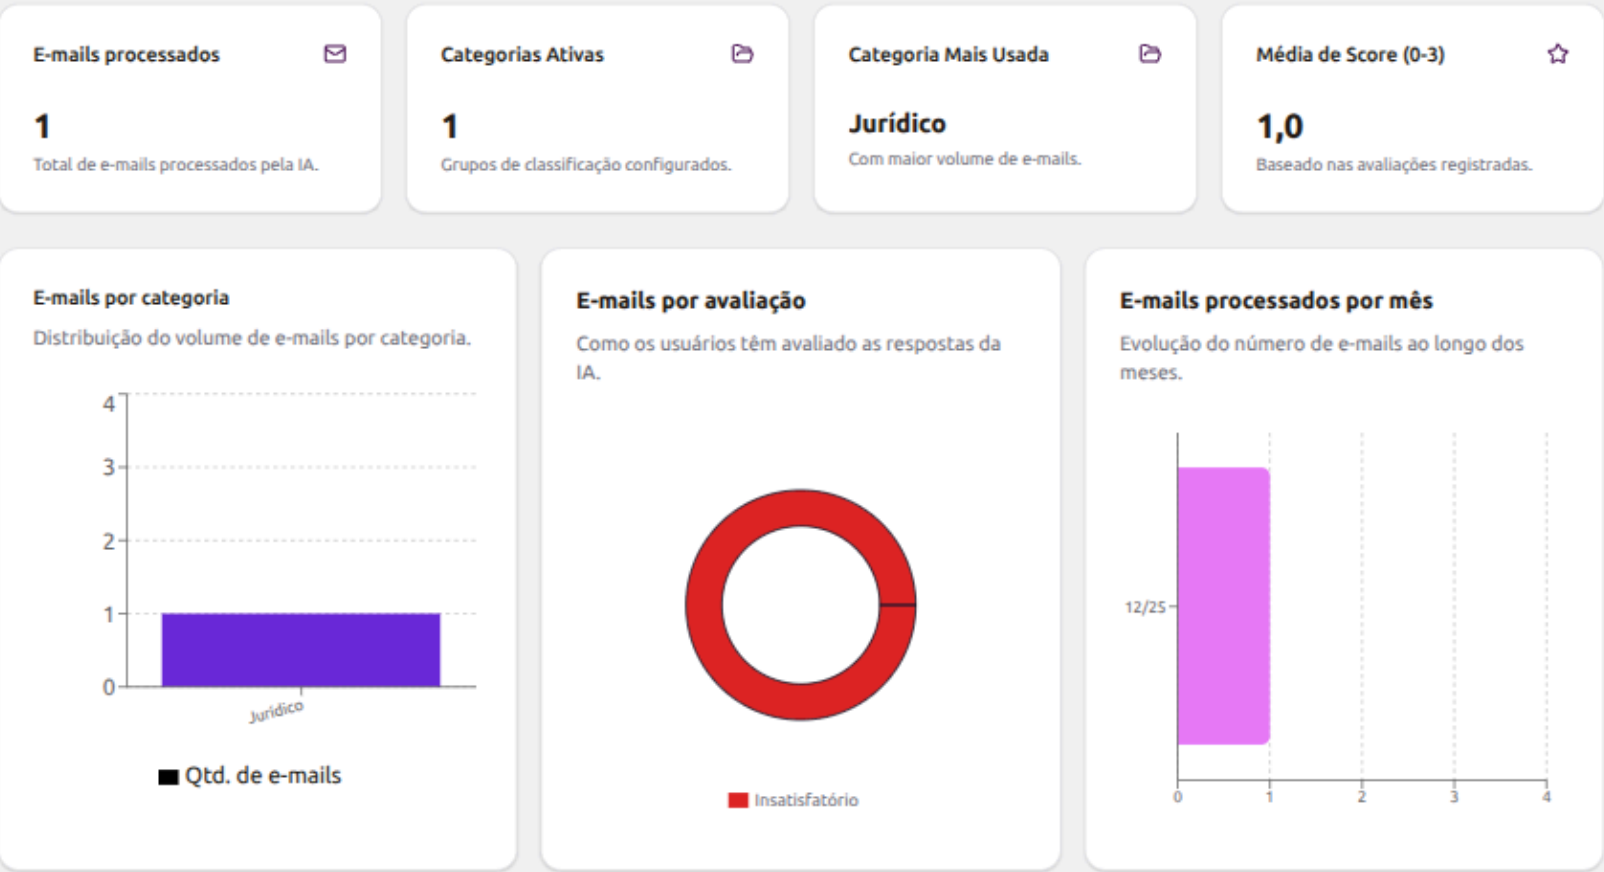 E-mails processados
1
Total de e-mails processados pela IA.
Categorias Ativas
1
Grupos de classificação configurados.
Categoria Mais Usada
Jurídico
Com maior volume de e-mails.
Média de Score (0-3)
1,0
Baseado nas avaliações registradas.
E-mails por categoria
Distribuição do volume de e-mails por categoria.
4
3
2
1
0
Jurídico
Qtd. de e-mails
E-mails por avaliação
Como os usuários têm avaliado as respostas da
IA.
Insatisfatório
E-mails processados por mês
Evolução do número de e-mails ao longo dos
meses.
12/25
0 1 2 3 4